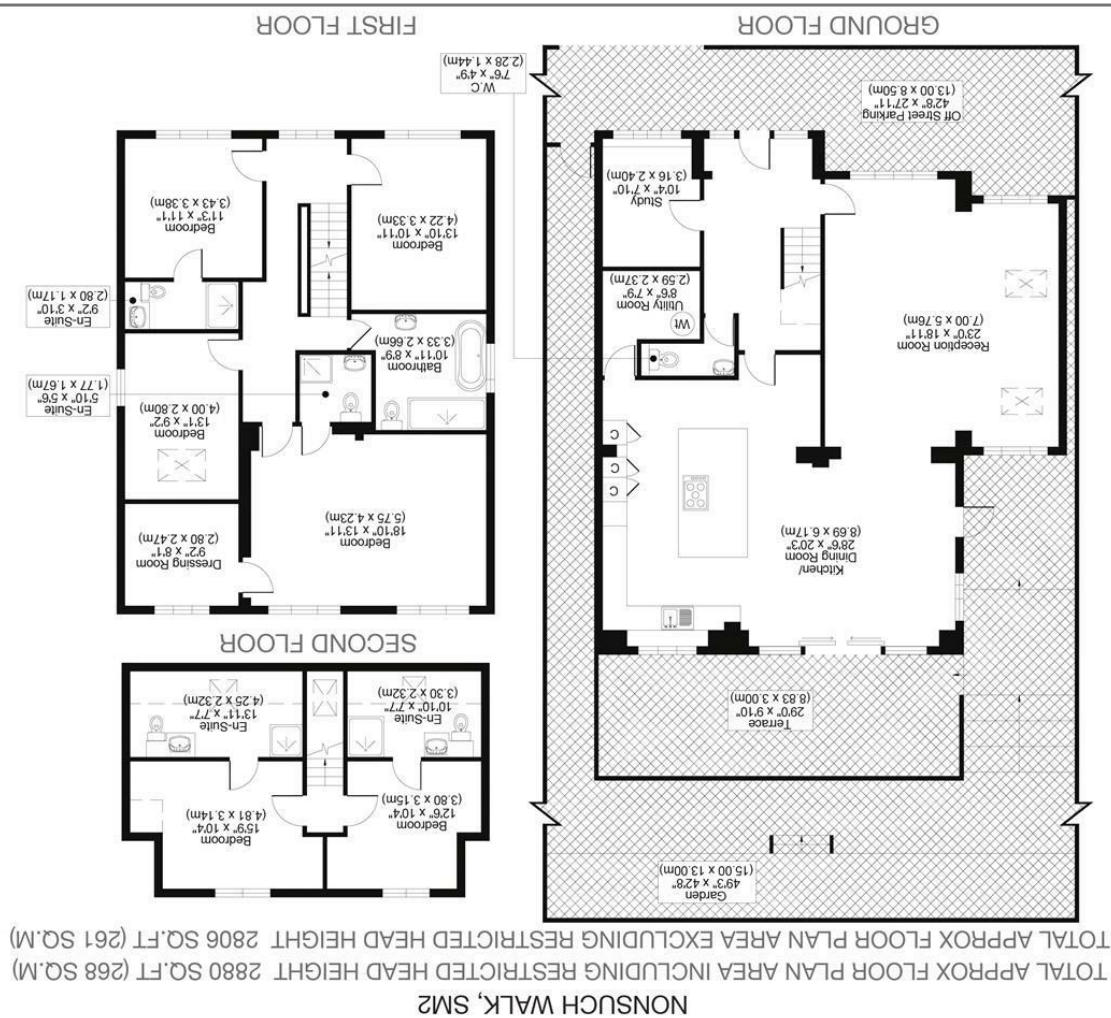 NONSUCH WALK, SM2
TOTAL APPROX FLOOR PLAN AREA INCLUDING RESTRICTED HEAD HEIGHT 2880 SQ.FT (268 SQ.M)
TOTAL APPROX FLOOR PLAN AREA EXCLUDING RESTRICTED HEAD HEIGHT 2806 SQ.FT (261 SQ.M)
Garden
49'3" x 42'8"
(15.00 x 13.00m)
Bedroom
15'9" x 10'4"
(4.81 x 3.14m)
Bedroom
12'6" x 10'4"
(3.80 x 3.15m)
En-Suite
13'11" x 7'7"
(4.25 x 2.32m)
En-Suite
10'10" x 7'7"
(3.30 x 2.32m)
SECOND FLOOR
Terrace
29'0" x 9'10"
(8.83 x 3.00m)
Kitchen/
Dining Room
28'6" x 20'3"
(8.69 x 6.17m)
C
C
C
Dressing Room
9'2" x 8'1"
(2.80 x 2.47m)
Bedroom
18'10" x 13'11"
(5.75 x 4.23m)
Bedroom
13'1" x 9'2"
(4.00 x 2.80m)
En-Suite
5'10" x 5'6"
(1.77 x 1.67m)
Bathroom
10'11" x 8'9"
(3.33 x 2.66m)
En-Suite
9'2" x 3'10"
(2.80 x 1.17m)
Reception Room
23'0" x 18'11"
(7.00 x 5.76m)
Wt
Utility Room
8'6" x 7'9"
(2.59 x 2.37m)
Study
10'4" x 7'10"
(3.16 x 2.40m)
Bedroom
13'10" x 10'11"
(4.22 x 3.33m)
Bedroom
11'3" x 11'1"
(3.43 x 3.38m)
Off Street Parking
42'8" x 27'11"
(13.00 x 8.50m)
W.C
7'6" x 4'9"
(2.28 x 1.44m)
GROUND FLOOR
FIRST FLOOR